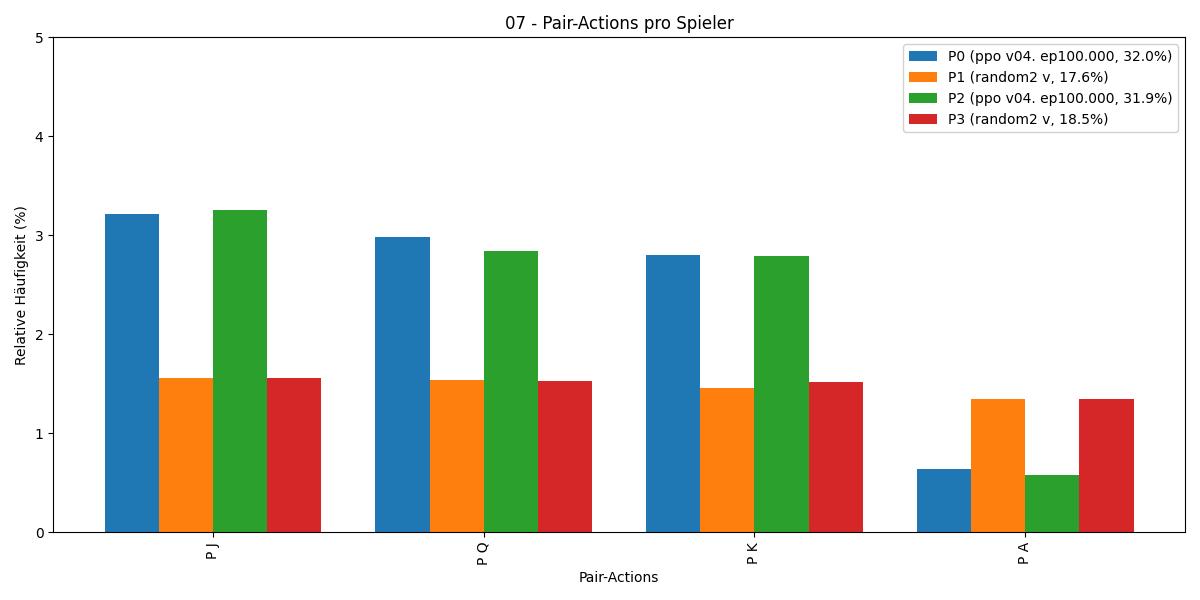 07 - Pair-Actions pro Spieler
5
4
3
2
1
0
Relative Häufigkeit (%)
P0 (ppo v04. ep100.000, 32.0%)
P1 (random2 v, 17.6%)
P2 (ppo v04. ep100.000, 31.9%)
P3 (random2 v, 18.5%)
P J
P Q
P K
P A
Pair-Actions